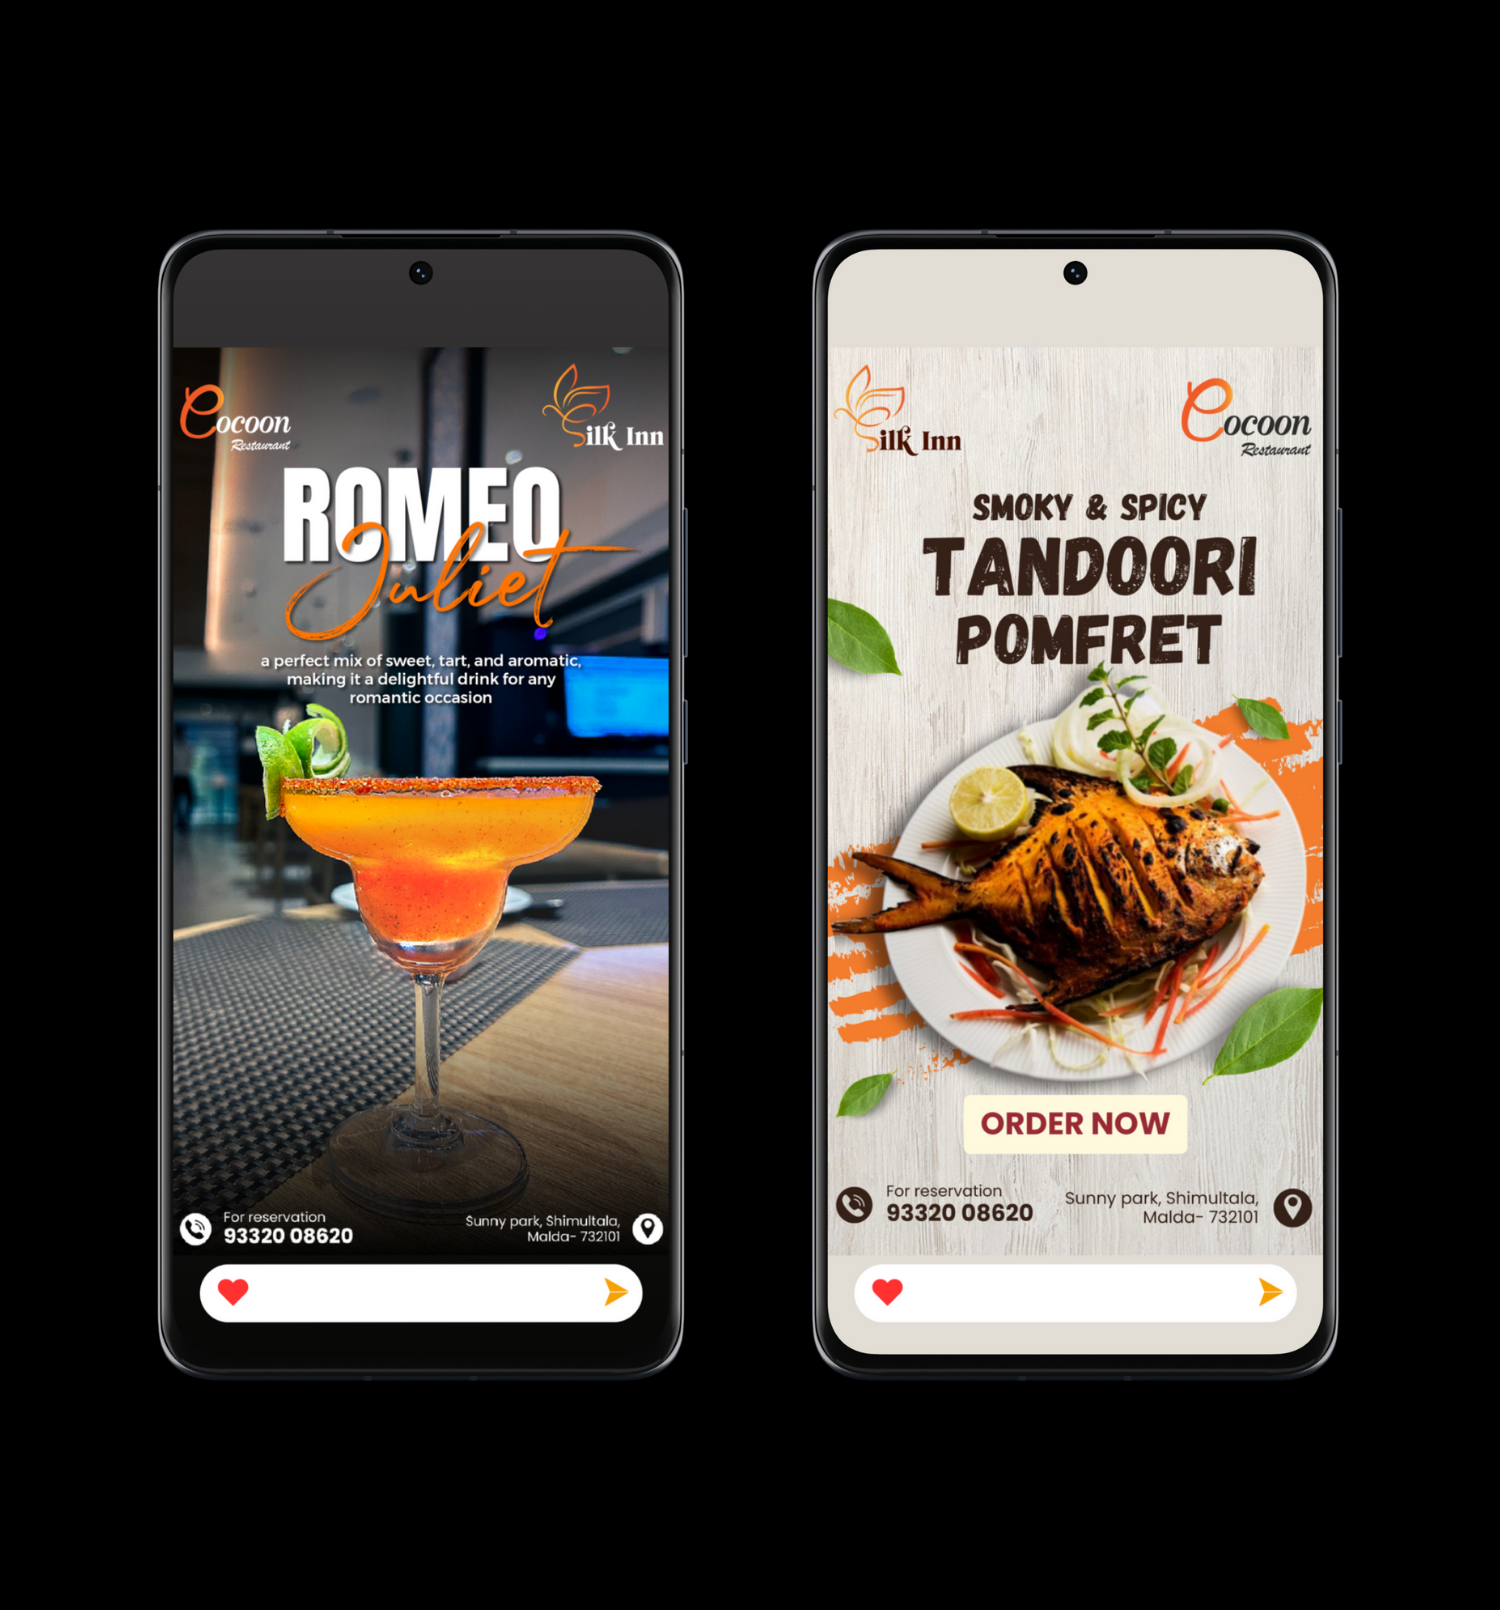 Cocoon
Restaurant
Silk Inn
ROMEO
Juliet
a perfect mix of sweet, tart, and aromatic,
making it a delightful drink for any
romantic occasion
For reservation
93320 08620
Sunny park, Shimultala,
Malda- 732101
Silk Inn
Cocoon
Restaurant
SMOKY & SPICY
TANDOORI
POMFRET
ORDER NOW
For reservation
93320 08620
Sunny park, Shimultala,
Malda- 732101